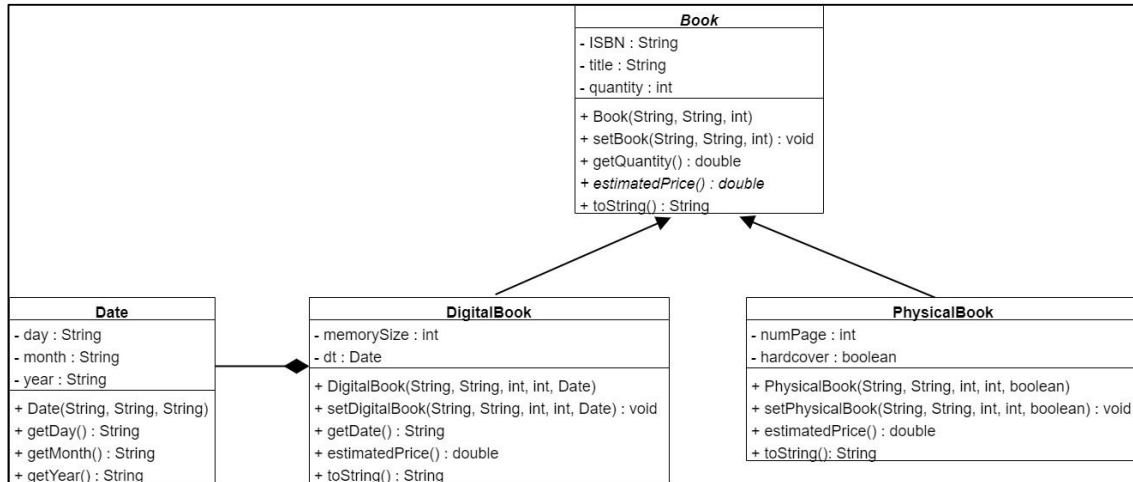 Book
- ISBN : String
- title : String
- quantity : int
+ Book(String, String, int)
+ setBook(String, String, int) : void
+ getQuantity() : double
+ estimatedPrice() : double
+ toString() : String
Date
- day : String
- month : String
- year : String
+ Date(String, String, String)
+ getDay() : String
+ getMonth() : String
+ getYear() : String
DigitalBook
- memorySize : int
- dt : Date
+ DigitalBook(String, String, int, int, Date)
+ setDigitalBook(String, String, int, int, Date) : void
+ getDate() : String
+ estimatedPrice() : double
+ toString() : String
PhysicalBook
- numPage : int
- hardcover : boolean
+ PhysicalBook(String, String, int, int, boolean)
+ setPhysicalBook(String, String, int, int, boolean) : void
+ estimatedPrice() : double
+ toString(): String